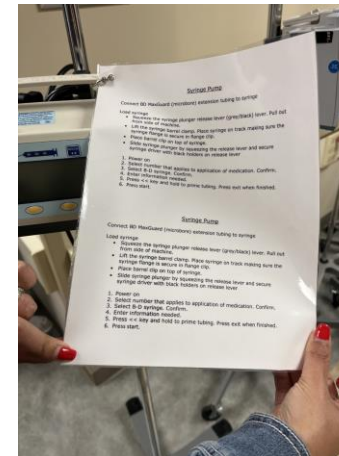 Syringe Pump
Connect BD MaxGuard (microbore) extension tubing to syringe
Load syringe
• Squeeze the syringe plunger release lever (grey/black) lever. Pull out
from side of machine.
• Lift the syringe barrel clamp. Place syringe on track making sure the
syringe flange is secure in flange clip.
• Place barrel clip on top of syringe.
• Slide syringe plunger by squeezing the release lever and secure
syringe driver with black holders on release lever
1. Power on
2. Select number that applies to application of medication. Confirm.
3. Select B-D syringe. Confirm.
4. Enter information needed.
5. Press << key and hold to prime tubing. Press exit when finished.
6. Press start.
Syringe Pump
Connect BD MaxGuard (microbore) extension tubing to syringe
Load syringe
• Squeeze the syringe plunger release lever (grey/black) lever. Pull out
from side of machine.
• Lift the syringe barrel clamp. Place syringe on track making sure the
syringe flange is secure in flange clip.
• Place barrel clip on top of syringe.
• Slide syringe plunger by squeezing the release lever and secure
syringe driver with black holders on release lever
1. Power on
2. Select number that applies to application of medication. Confirm.
3. Select B-D syringe. Confirm.
4. Enter information needed.
5. Press << key and hold to prime tubing. Press exit when finished.
6. Press start.